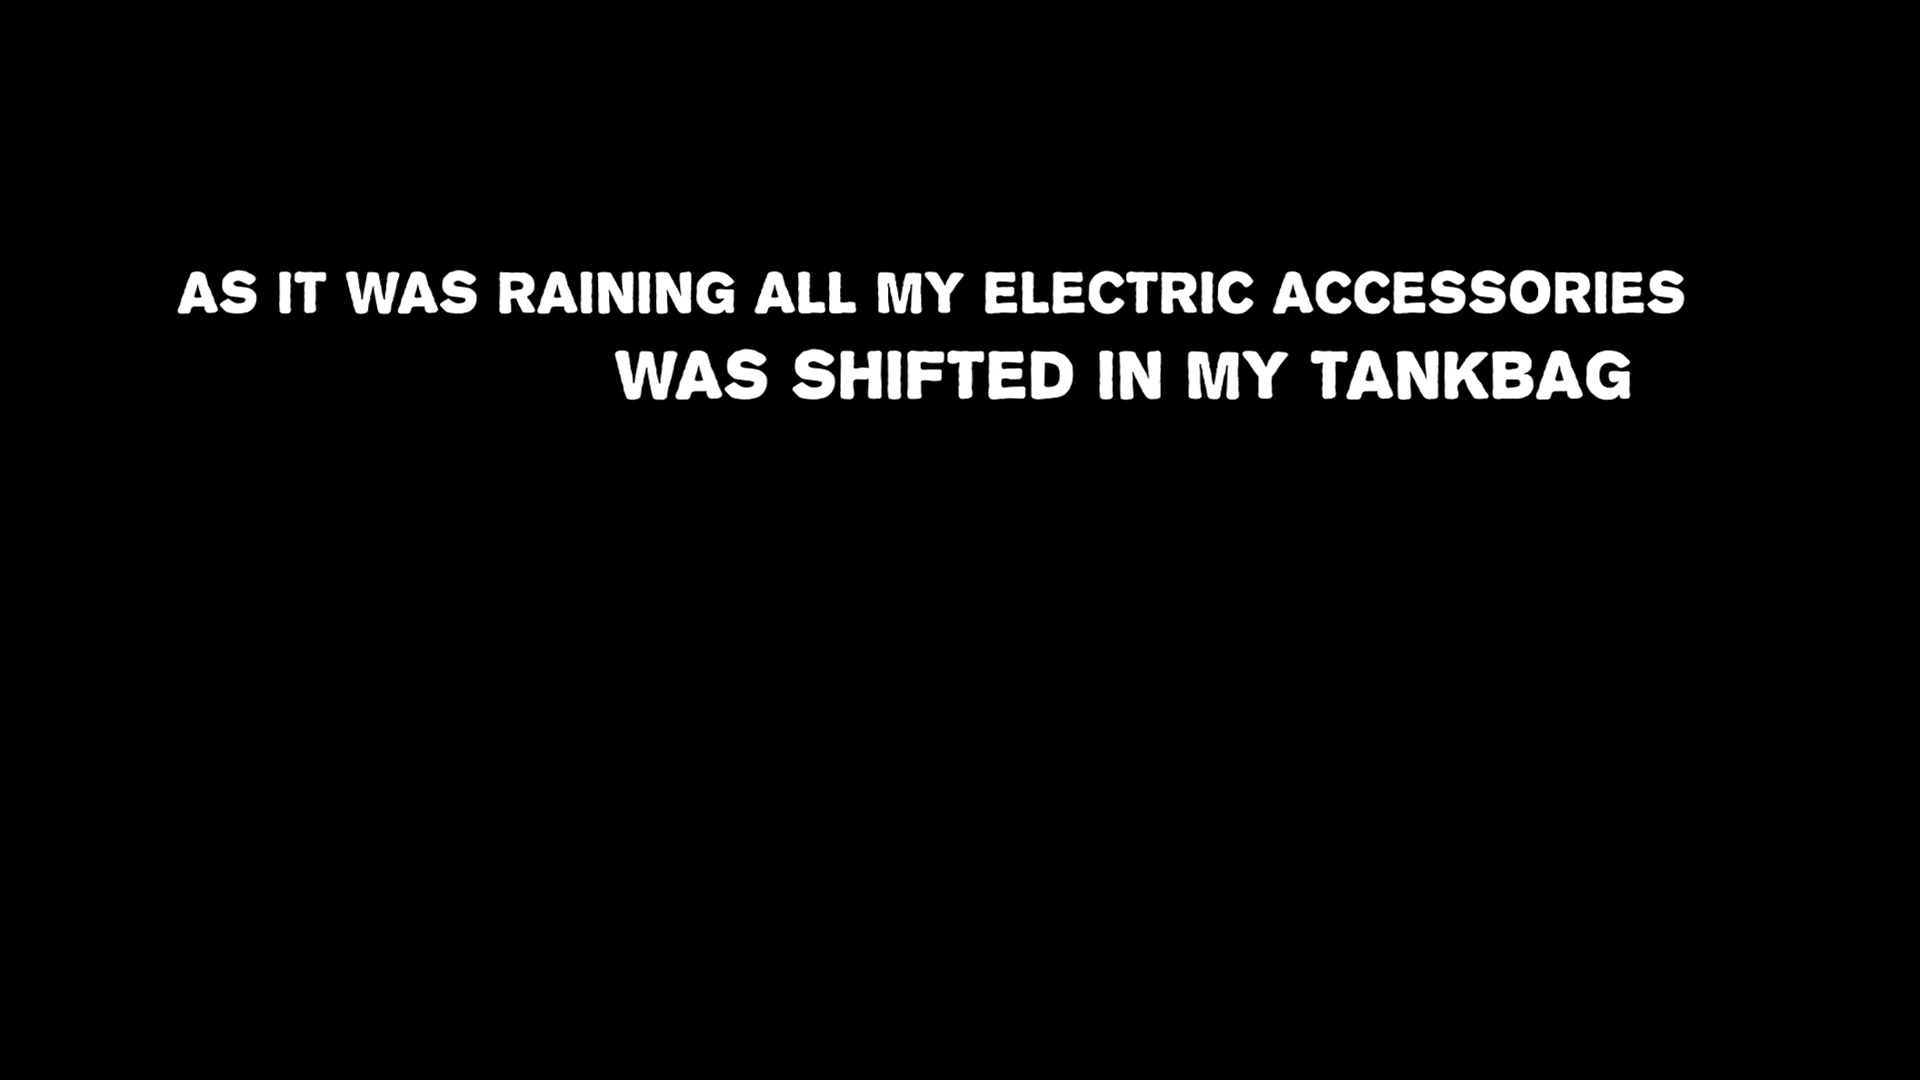 AS IT WAS RAINING ALL MY ELECTRIC ACCESSORIES
WAS SHIFTED IN MY TANKBAG